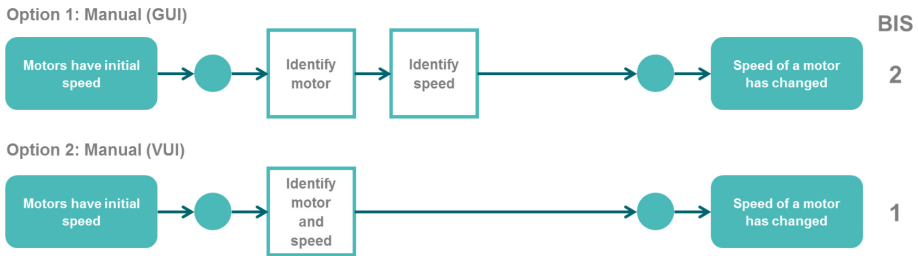 Option 1: Manual (GUI)
BIS
Motors have initial
speed
Identify
motor
Identify
speed
Speed of a motor
has changed
2
Option 2: Manual (VUI)
Motors have initial
speed
Identify
motor
and
speed
Speed of a motor
has changed
1